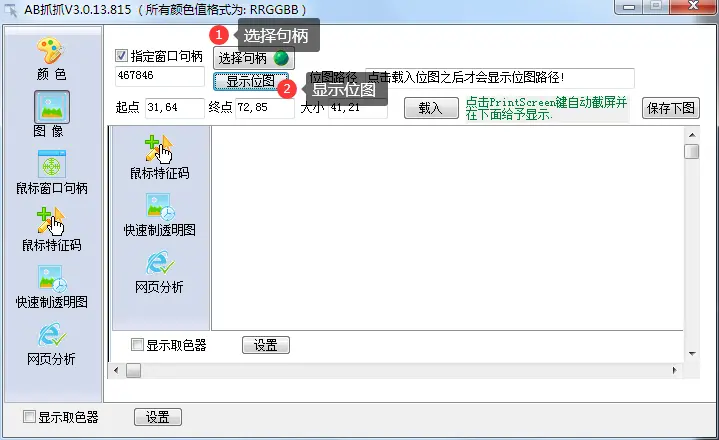 AB抓抓V3.0.13.815 （所有颜色值格式为: RRGGBB ）
1 选择句柄
颜 色
指定窗口句柄
选择句柄
467846
显示位图
位图路径
点击载入位图之后才会显示位图路径!
2 显示位图
图 像
起点 31,64 终点 72,85 大小 41,21
载入
点击PrintScreen键自动截屏并
在下面给予显示.
保存下图
鼠标窗口句柄
鼠标特征码
快速制透明图
网页分析
鼠标特征码
快速制透明图
网页分析
显示取色器
设置
显示取色器
设置